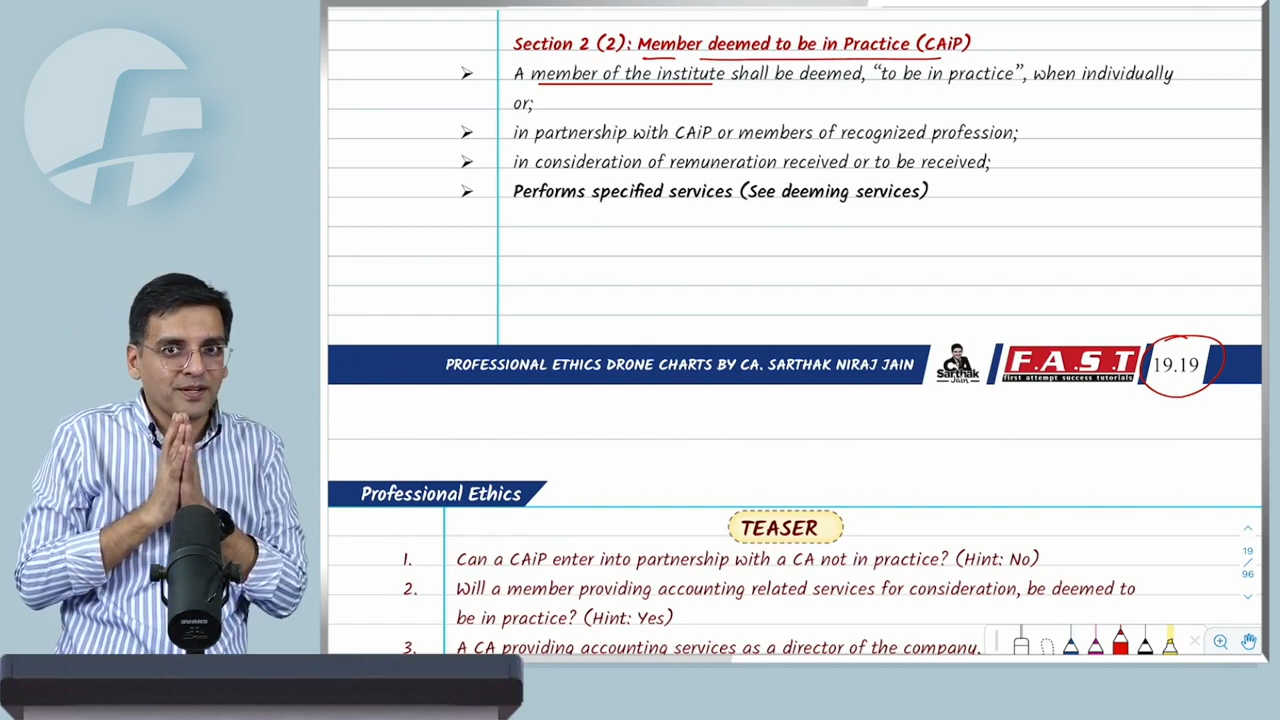 Section 2 (2): Member deemed to be in Practice (CAiP)
➢ A member of the institute shall be deemed, “to be in practice”, when individually
or;
➢ in partnership with CAiP or members of recognized profession;
➢ in consideration of remuneration received or to be received;
➢ Performs specified services (See deeming services)
PROFESSIONAL ETHICS DRONE CHARTS BY CA. SARTHAK NIRAJ JAIN
CA
Sarthak
Jain
F.A.S.T
first attempt success tutorials
19.19
Professional Ethics
TEASER
1. Can a CAiP enter into partnership with a CA not in practice? (Hint: No)
2. Will a member providing accounting related services for consideration, be deemed to
be in practice? (Hint: Yes)
3. A CA providing accounting services as a director of the company,
19
/
96